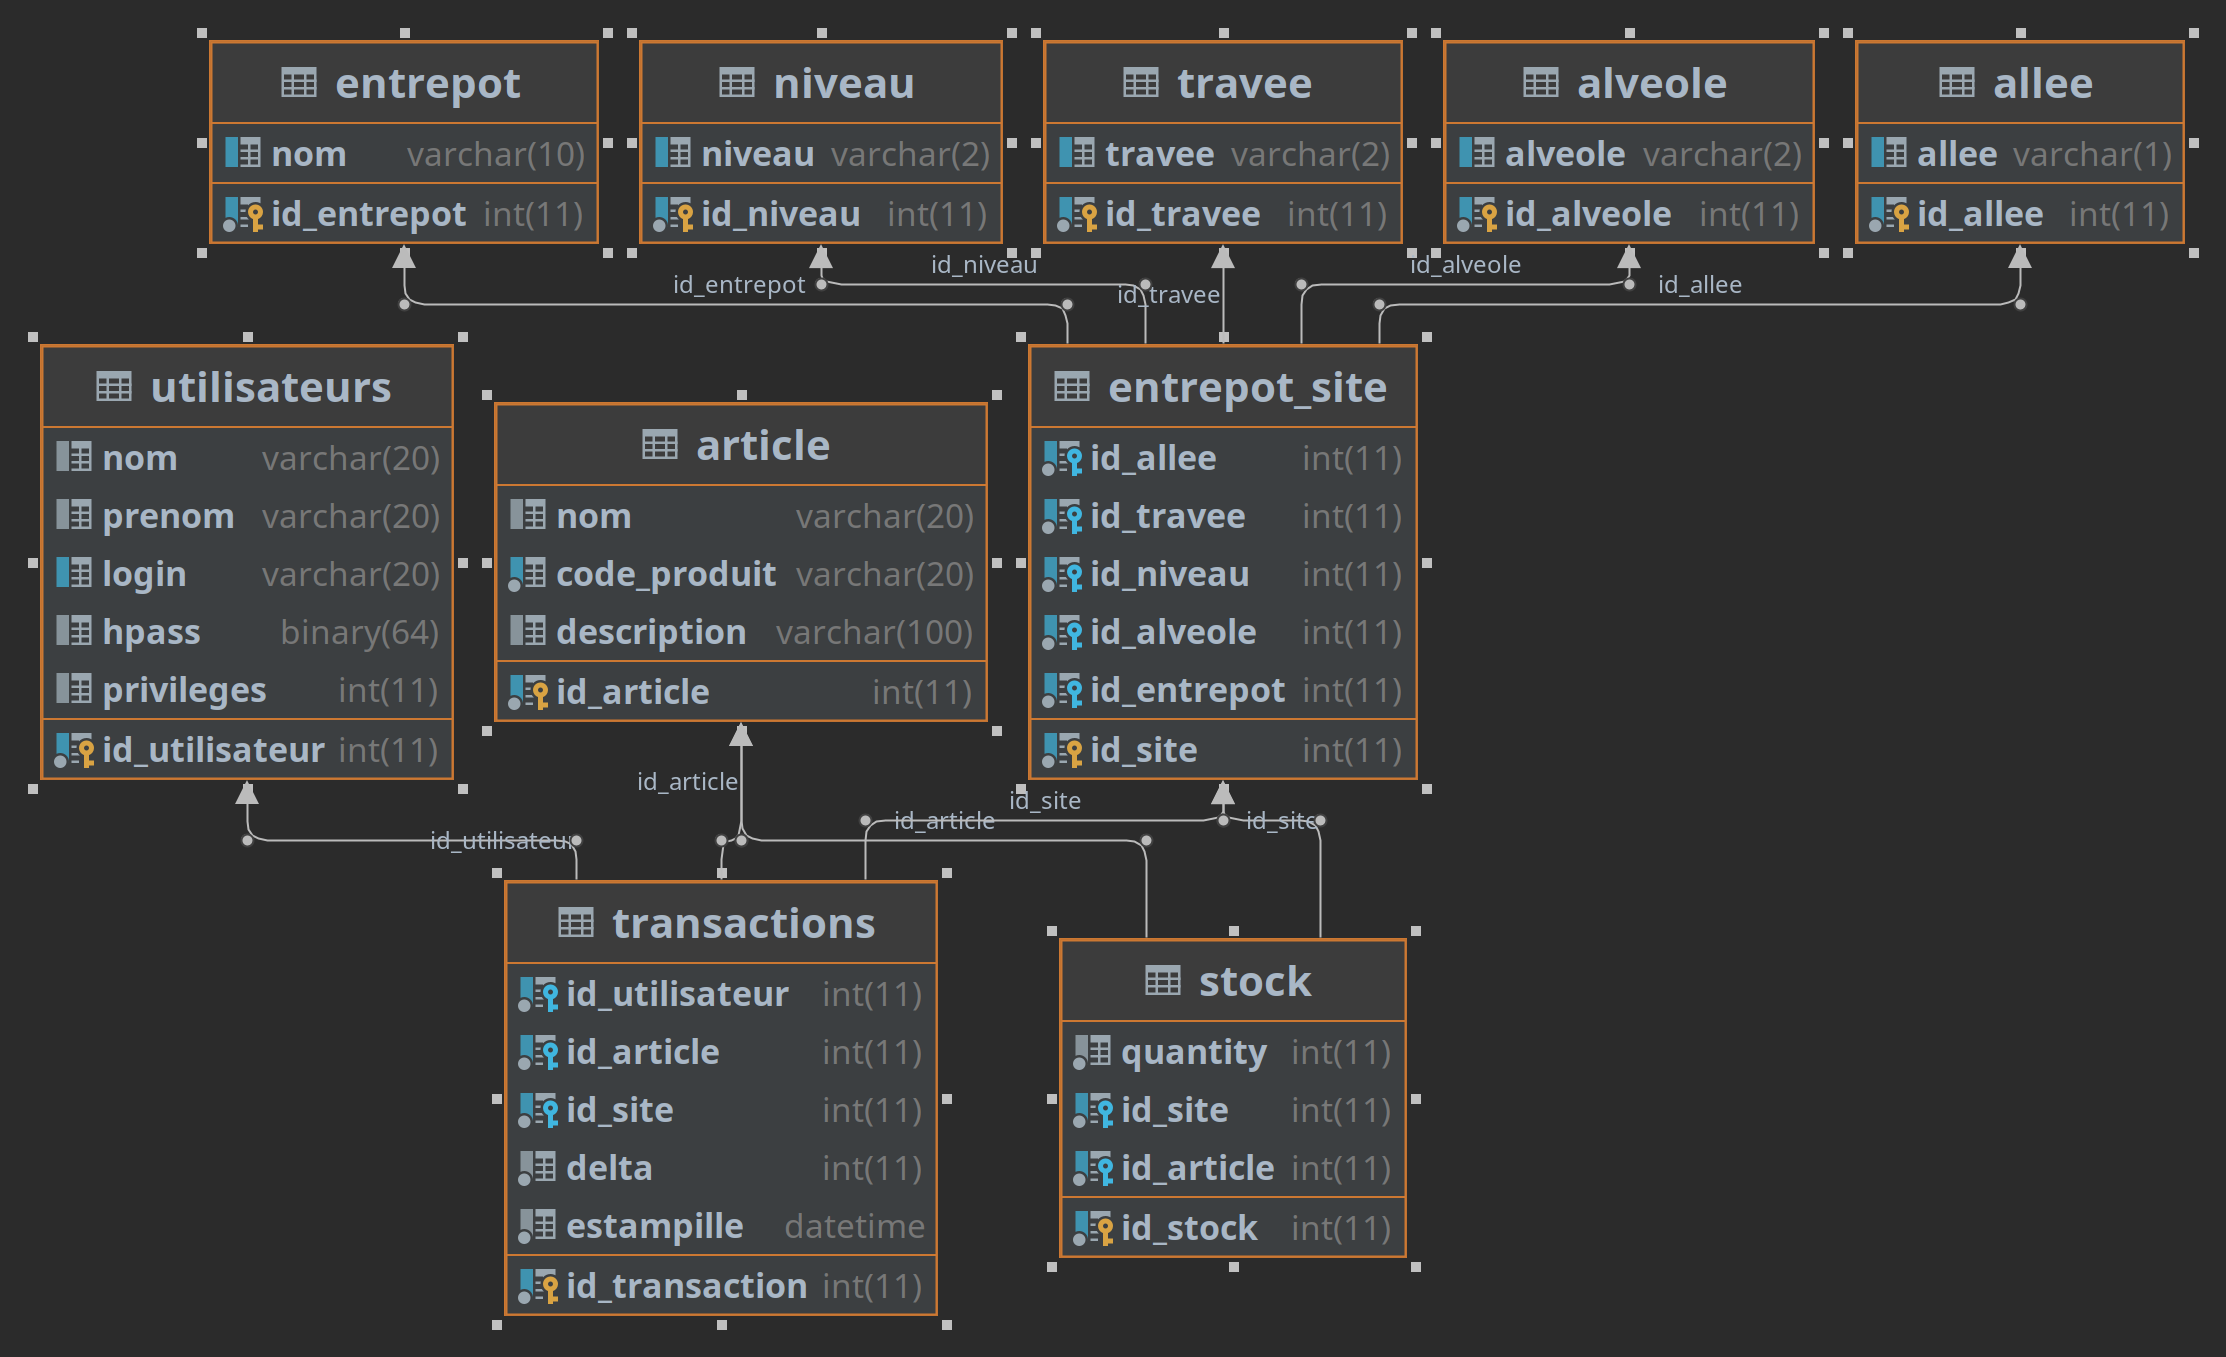 entrepot
nom varchar(10)
id_entrepot int(11)
niveau
niveau varchar(2)
id_niveau int(11)
travee
travee varchar(2)
id_travee int(11)
alveole
alveole varchar(2)
id_alveole int(11)
allee
allee varchar(1)
id_allee int(11)
id_entrepot
id_niveau
id_travee
id_alveole
id_allee
utilisateurs
nom varchar(20)
prenom varchar(20)
login varchar(20)
hpass binary(64)
privileges int(11)
id_utilisateur int(11)
article
nom varchar(20)
code_produit varchar(20)
description varchar(100)
id_article int(11)
entrepot_site
id_allee int(11)
id_travee int(11)
id_niveau int(11)
id_alveole int(11)
id_entrepot int(11)
id_site int(11)
id_utilisateur
id_article
id_article
id_site
id_site
transactions
id_utilisateur int(11)
id_article int(11)
id_site int(11)
delta int(11)
estampille datetime
id_transaction int(11)
stock
quantity int(11)
id_site int(11)
id_article int(11)
id_stock int(11)